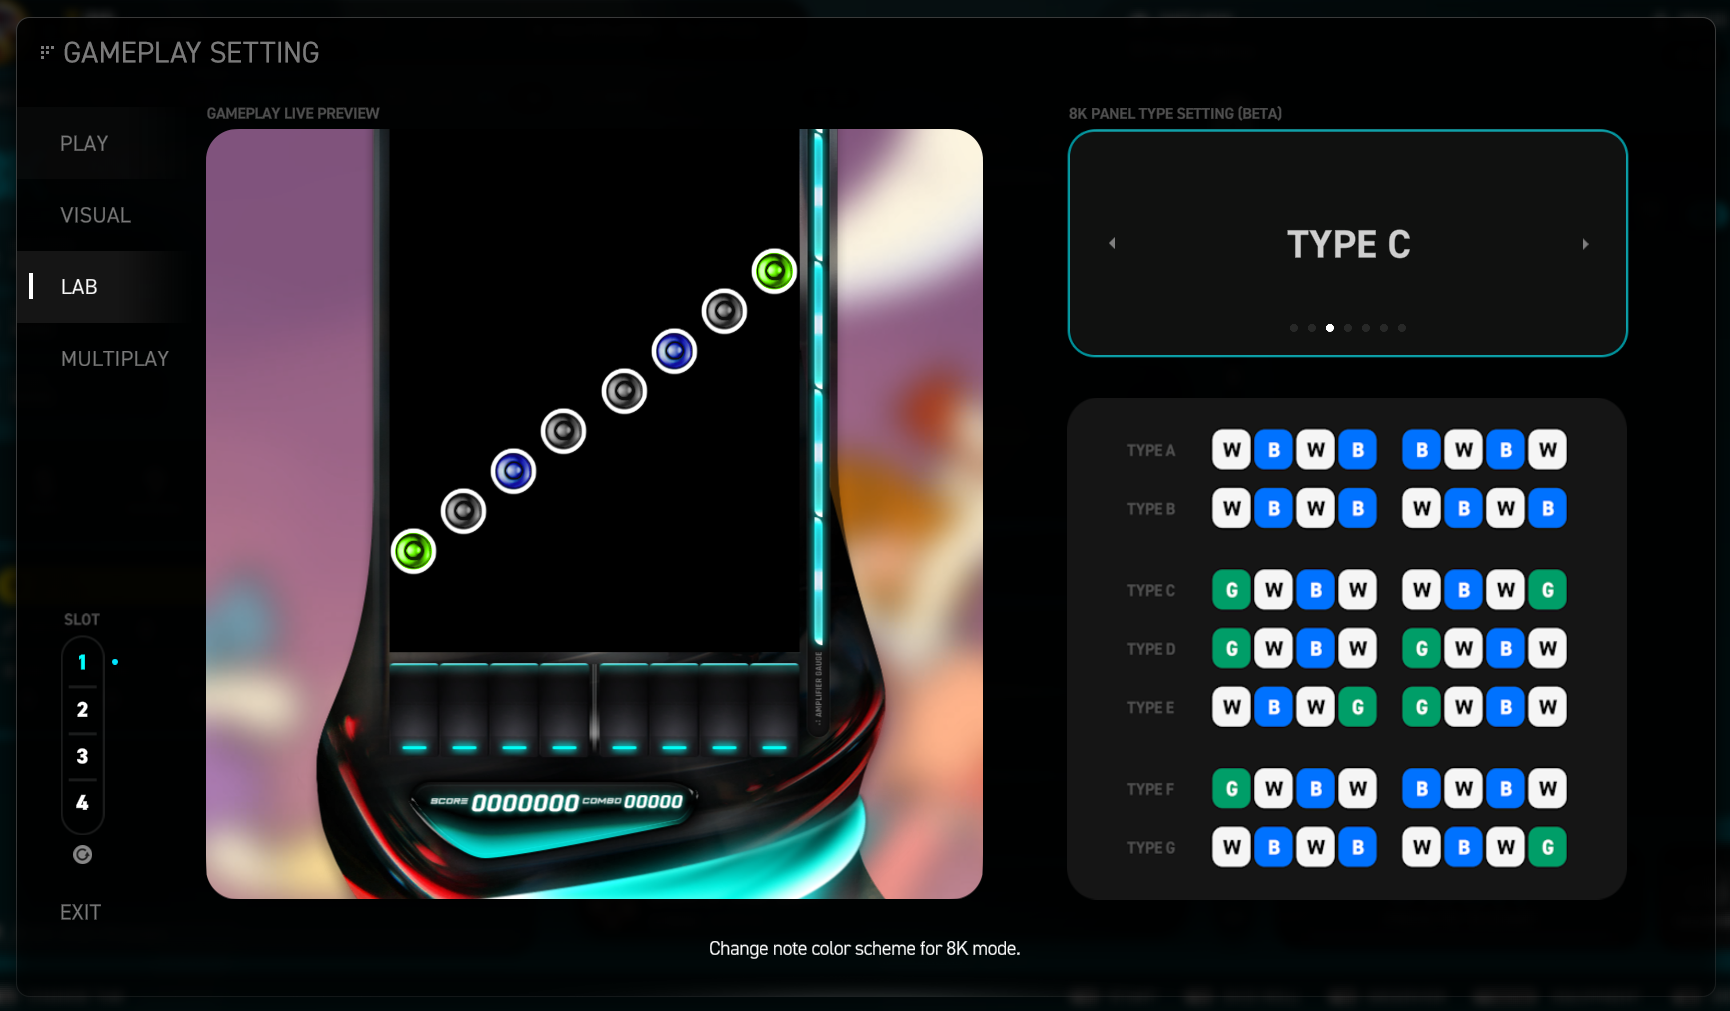 GAMEPLAY SETTING
PLAY
VISUAL
LAB
MULTIPLAY
SLOT
1
2
3
4
EXIT
GAMEPLAY LIVE PREVIEW
AMPLIFIER GAUGE
SCORE 0000000 COMBO 00000
8K PANEL TYPE SETTING (BETA)
TYPE C
TYPE A W B W B B W B W
TYPE B W B W B W B W B
TYPE C G W B W W B W G
TYPE D G W B W G W B W
TYPE E W B W G G W B W
TYPE F G W B W B W B W
TYPE G W B W B W B W G
Change note color scheme for 8K mode.